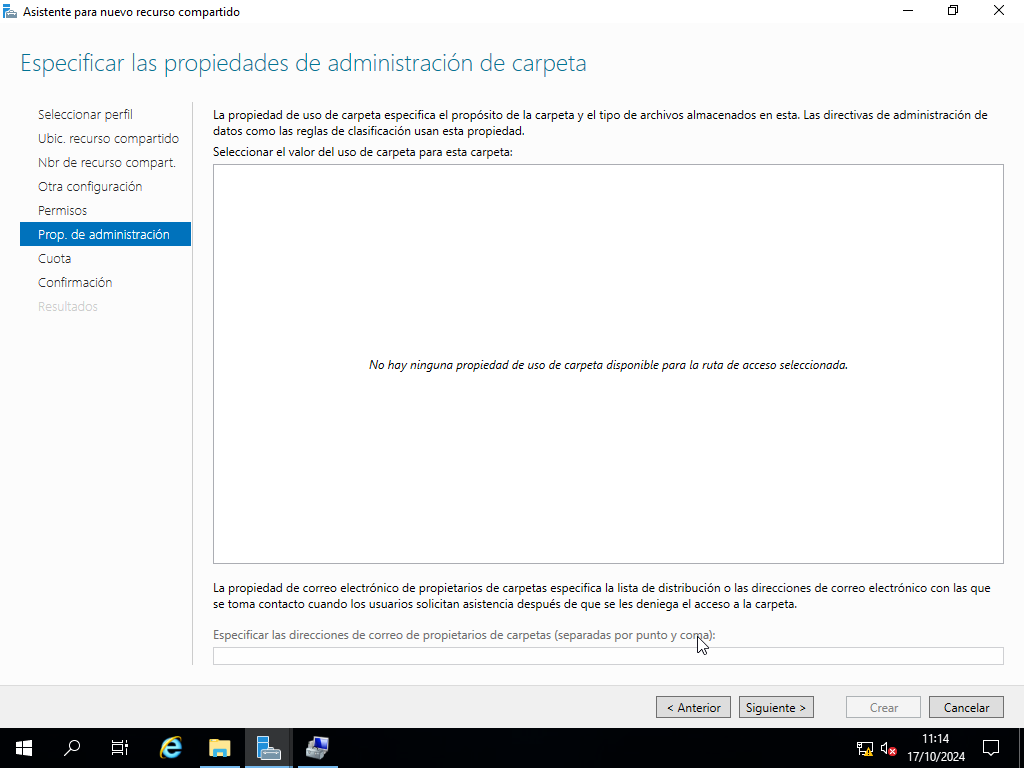 Asistente para nuevo recurso compartido
Especificar las propiedades de administración de carpeta
Seleccionar perfil
Ubic. recurso compartido
Nbr de recurso compart.
Otra configuración
Permisos
Prop. de administración
Cuota
Confirmación
Resultados
La propiedad de uso de carpeta especifica el propósito de la carpeta y el tipo de archivos almacenados en esta. Las directivas de administración de
datos como las reglas de clasificación usan esta propiedad.
Seleccionar el valor del uso de carpeta para esta carpeta:
No hay ninguna propiedad de uso de carpeta disponible para la ruta de acceso seleccionada.
La propiedad de correo electrónico de propietarios de carpetas especifica la lista de distribución o las direcciones de correo electrónico con las que
se toma contacto cuando los usuarios solicitan asistencia después de que se les deniega el acceso a la carpeta.
Especificar las direcciones de correo de propietarios de carpetas (separadas por punto y coma):
< Anterior
Siguiente >
Crear
Cancelar
11:14
17/10/2024